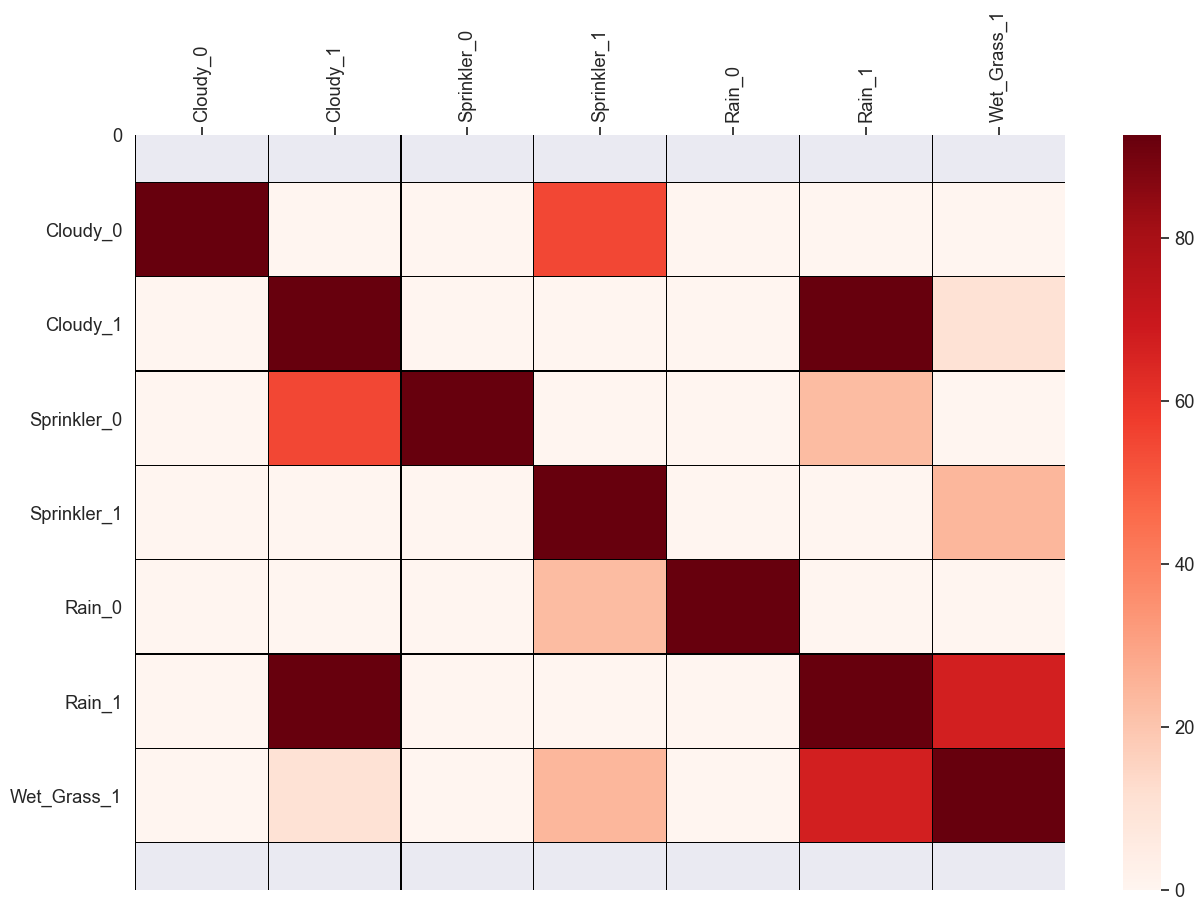 Cloudy_0
Cloudy_1
Sprinkler_0
Sprinkler_1
Rain_0
Rain_1
Wet_Grass_1
0
Cloudy_0
Cloudy_1
Sprinkler_0
Sprinkler_1
Rain_0
Rain_1
Wet_Grass_1
80
60
40
20
0